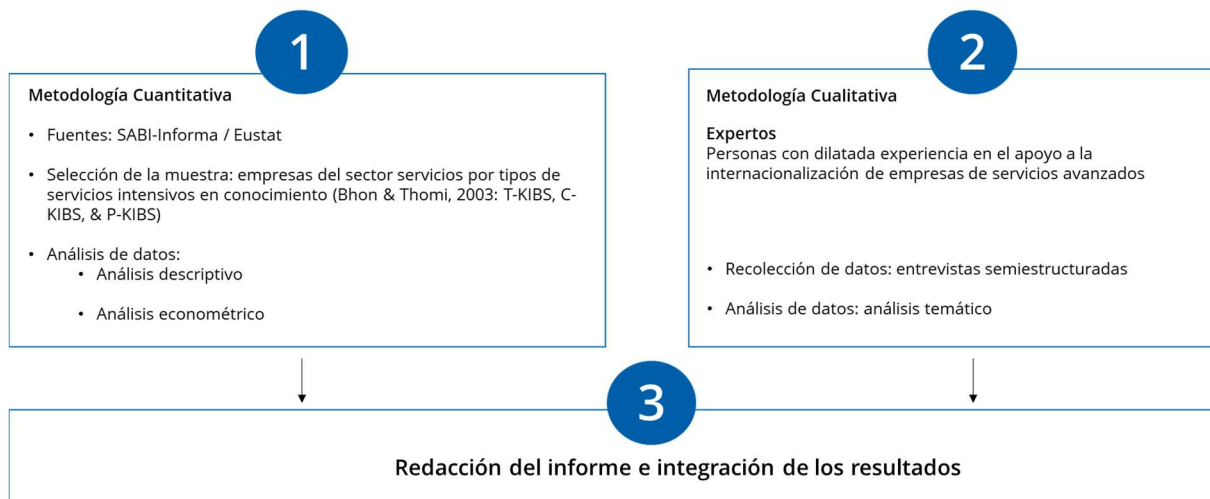 1
Metodología Cuantitativa
• Fuentes: SABI-Informa / Eustat
• Selección de la muestra: empresas del sector servicios por tipos de
servicios intensivos en conocimiento (Bhon & Thomi, 2003: T-KIBS, C-
KIBS, & P-KIBS)
• Análisis de datos:
• Análisis descriptivo
• Análisis econométrico
2
Metodología Cualitativa
Expertos
Personas con dilatada experiencia en el apoyo a la
internacionalización de empresas de servicios avanzados
• Recolección de datos: entrevistas semiestructuradas
• Análisis de datos: análisis temático
3
Redacción del informe e integración de los resultados